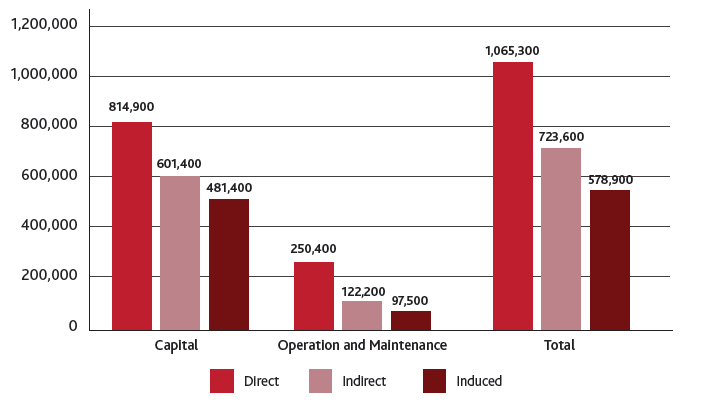 1,200,000
1,000,000
800,000
600,000
400,000
200,000
0
814,900
601,400
481,400
250,400
122,200
97,500
1,065,300
723,600
578,900
Capital
Operation and Maintenance
Total
Direct
Indirect
Induced